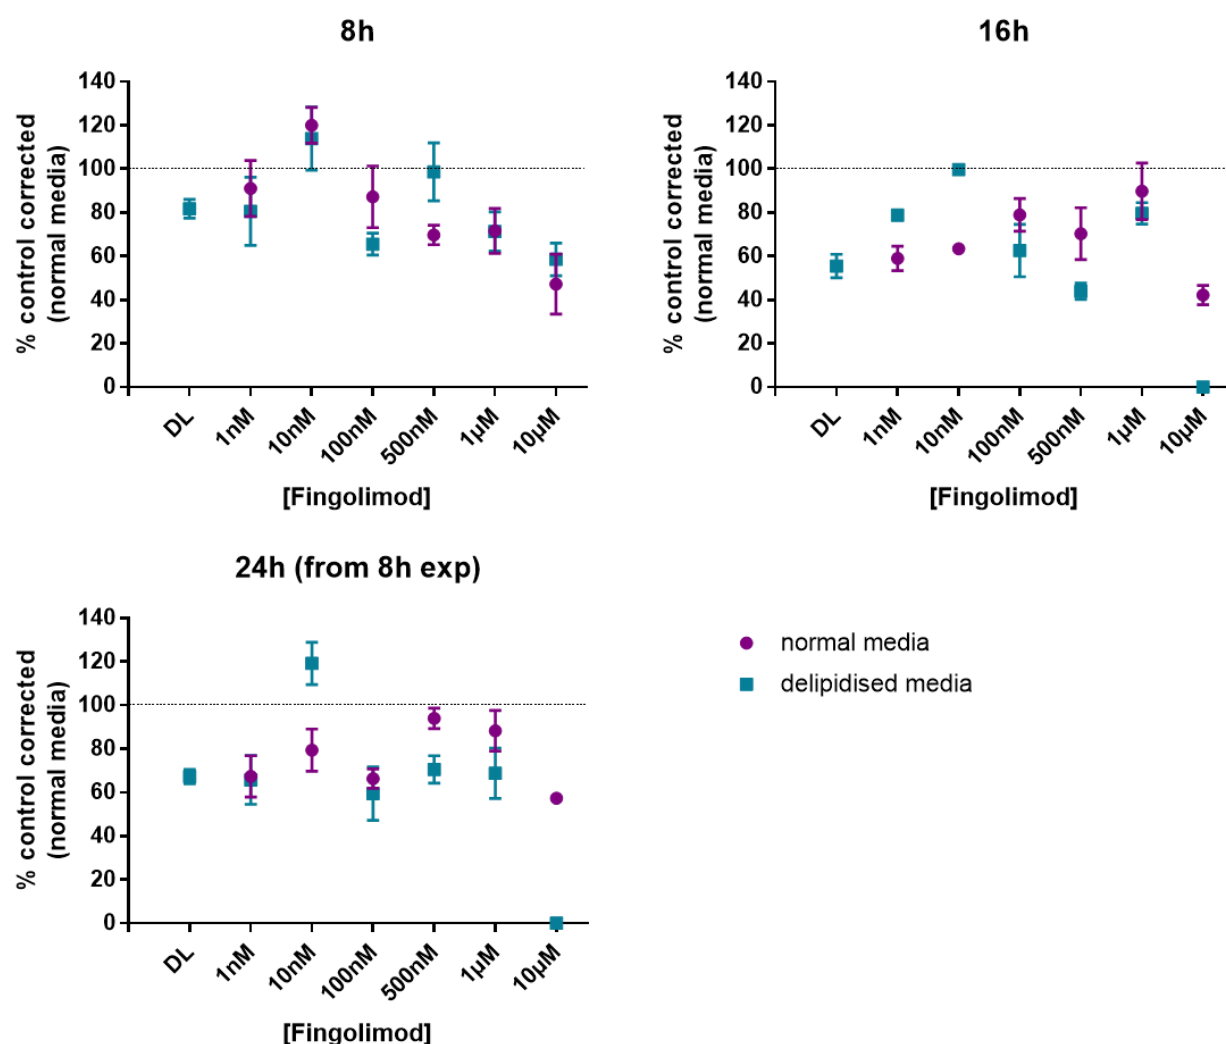 8h
% control corrected
(normal media)
140
120
100
80
60
40
20
0
DL
1nM
10nM
100nM
500nM
1µM
10µM
[Fingolimod]
16h
% control corrected
(normal media)
140
120
100
80
60
40
20
0
DL
1nM
10nM
100nM
500nM
1µM
10µM
[Fingolimod]
24h (from 8h exp)
% control corrected
(normal media)
140
120
100
80
60
40
20
0
DL
1nM
10nM
100nM
500nM
1µM
10µM
[Fingolimod]
normal media
delipidised media